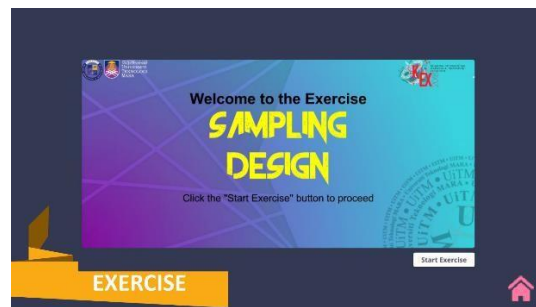 Welcome to the Exercise
SAMPLING
DESIGN
Click the "Start Exercise" button to proceed
Start Exercise
EXERCISE